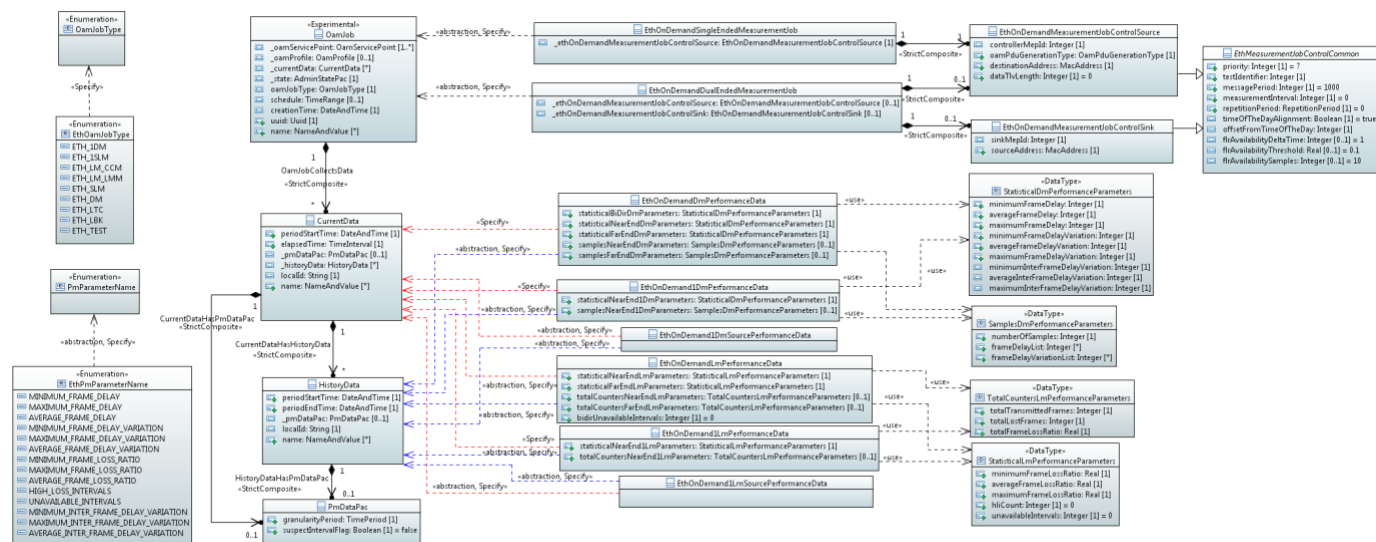 «Enumeration»
OamJobType
«Specify»
«Enumeration»
EthOamJobType
ETH_1DM
ETH_1SLM
ETH_LM_CCM
ETH_LM_LMM
ETH_SLM
ETH_DM
ETH_LTC
ETH_LBK
ETH_TEST
«Enumeration»
PmParameterName
«abstraction, Specify»
«Enumeration»
EthPmParameterName
MINIMUM_FRAME_DELAY
MAXIMUM_FRAME_DELAY
AVERAGE_FRAME_DELAY
MINIMUM_FRAME_DELAY_VARIATION
MAXIMUM_FRAME_DELAY_VARIATION
AVERAGE_FRAME_DELAY_VARIATION
MINIMUM_FRAME_LOSS_RATIO
MAXIMUM_FRAME_LOSS_RATIO
AVERAGE_FRAME_LOSS_RATIO
HIGH_LOSS_INTERVALS
UNAVAILABLE_INTERVALS
MINIMUM_INTER_FRAME_DELAY_VARIATION
MAXIMUM_INTER_FRAME_DELAY_VARIATION
AVERAGE_INTER_FRAME_DELAY_VARIATION
«Experimental»
OamJob
_oamServicePoint: OamServicePoint [1..*]
_oamProfile: OamProfile [0..1]
_currentData: CurrentData [*]
_state: AdminStatePac [1]
oamJobType: OamJobType [1]
schedule: TimeRange [0..1]
creationTime: DateAndTime [1]
uuid: Uuid [1]
name: NameAndValue [*]
1
OamJobCollectsData
«StrictComposite»
*
CurrentData
periodStartTime: DateAndTime [1]
elapsedTime: TimeInterval [1]
_pmDataPac: PmDataPac [0..1]
_historyData: HistoryData [*]
localId: String [1]
name: NameAndValue [*]
1
CurrentDataHasPmDataPac
«StrictComposite»
1
CurrentDataHasHistoryData
«StrictComposite»
*
HistoryData
periodStartTime: DateAndTime [1]
periodEndTime: DateAndTime [1]
_pmDataPac: PmDataPac [0..1]
localId: String [1]
name: NameAndValue [*]
1
HistoryDataHasPmDataPac
«StrictComposite»
0..1
0..1
PmDataPac
granularityPeriod: TimePeriod [1]
suspectIntervalFlag: Boolean [1] = false
«abstraction, Specify»
EthOnDemandSingleEndedMeasurementJob
_ethOnDemandMeasurementJobControlSource: EthOnDemandMeasurementJobControlSource [1]
1
1
«StrictComposite»
«abstraction, Specify»
EthOnDemandDualEndedMeasurementJob
_ethOnDemandMeasurementJobControlSource: EthOnDemandMeasurementJobControlSource [0..1]
_ethOnDemandMeasurementJobControlSink: EthOnDemandMeasurementJobControlSink [0..1]
1
0..1
«StrictComposite»
1
0..1
«StrictComposite»
EthOnDemandMeasurementJobControlSource
controllerMepId: Integer [1]
oamPduGenerationType: OamPduGenerationType [1]
destinationAddress: MacAddress [1]
dataTlvLength: Integer [1] = 0
EthOnDemandMeasurementJobControlSink
sinkMepId: Integer [1]
sourceAddress: MacAddress [1]
EthMeasurementJobControlCommon
priority: Integer [1] = 7
testIdentifier: Integer [1]
messagePeriod: Integer [1] = 1000
measurementInterval: Integer [1] = 0
repetitionPeriod: RepetitionPeriod [1] = 0
timeOfTheDayAlignment: Boolean [1] = true
offsetFromTimeOfTheDay: Integer [1]
flrAvailabilityDeltaTime: Integer [0..1] = 1
flrAvailabilityThreshold: Real [0..1] = 0.1
flrAvailabilitySamples: Integer [0..1] = 10
«Specify»
«abstraction, Specify»
EthOnDemandDmPerformanceData
statisticalBiDirDmParameters: StatisticalDmPerformanceParameters [1]
statisticalNearEndDmParameters: StatisticalDmPerformanceParameters [1]
statisticalFarEndDmParameters: StatisticalDmPerformanceParameters [1]
samplesNearEndDmParameters: SamplesDmPerformanceParameters [0..1]
samplesFarEndDmParameters: SamplesDmPerformanceParameters [0..1]
«use»
«use»
«Specify»
«abstraction, Specify»
EthOnDemand1DmPerformanceData
statisticalNearEnd1DmParameters: StatisticalDmPerformanceParameters [1]
samplesNearEnd1DmParameters: SamplesDmPerformanceParameters [0..1]
«use»
«use»
«abstraction, Specify»
«abstraction, Specify»
EthOnDemand1DmSourcePerformanceData
«Specify»
«abstraction, Specify»
EthOnDemandLmPerformanceData
statisticalNearEndLmParameters: StatisticalLmPerformanceParameters [1]
statisticalFarEndLmParameters: StatisticalLmPerformanceParameters [1]
totalCountersNearEndLmParameters: TotalCountersLmPerformanceParameters [0..1]
totalCountersFarEndLmParameters: TotalCountersLmPerformanceParameters [0..1]
bidirUnavailableIntervals: Integer [1] = 0
«use»
«use»
«Specify»
«abstraction, Specify»
EthOnDemand1LmPerformanceData
statisticalNearEnd1LmParameters: StatisticalLmPerformanceParameters [1]
totalCountersNearEnd1LmParameters: TotalCountersLmPerformanceParameters [0..1]
«use»
«use»
«abstraction, Specify»
«abstraction, Specify»
EthOnDemand1LmSourcePerformanceData
«DataType»
StatisticalDmPerformanceParameters
minimumFrameDelay: Integer [1]
averageFrameDelay: Integer [1]
maximumFrameDelay: Integer [1]
minimumFrameDelayVariation: Integer [1]
averageFrameDelayVariation: Integer [1]
maximumFrameDelayVariation: Integer [1]
minimumInterFrameDelayVariation: Integer [1]
averageInterFrameDelayVariation: Integer [1]
maximumInterFrameDelayVariation: Integer [1]
«DataType»
SamplesDmPerformanceParameters
numberOfSamples: Integer [1]
frameDelayList: Integer [*]
frameDelayVariationList: Integer [*]
«DataType»
TotalCountersLmPerformanceParameters
totalTransmittedFrames: Integer [1]
totalLostFrames: Integer [1]
totalFrameLossRatio: Real [1]
«DataType»
StatisticalLmPerformanceParameters
minimumFrameLossRatio: Real [1]
averageFrameLossRatio: Real [1]
maximumFrameLossRatio: Real [1]
hliCount: Integer [1] = 0
unavailableIntervals: Integer [1] = 0